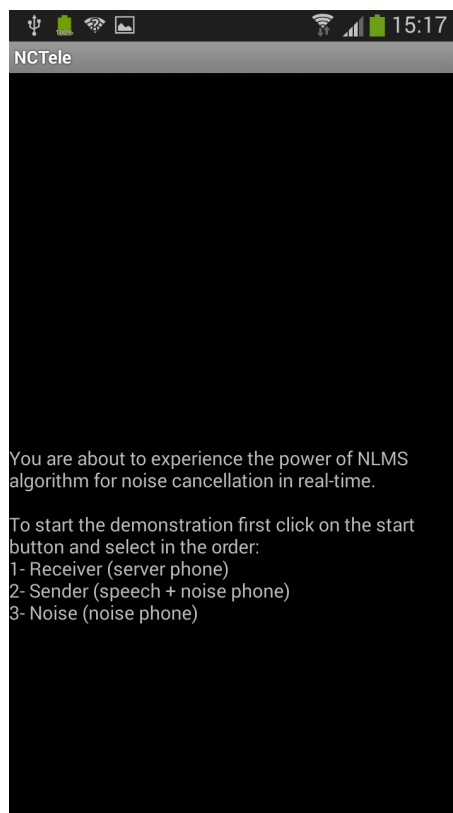 100%
15:17
NCTele
You are about to experience the power of NLMS
algorithm for noise cancellation in real-time.
To start the demonstration first click on the start
button and select in the order:
1- Receiver (server phone)
2- Sender (speech + noise phone)
3- Noise (noise phone)